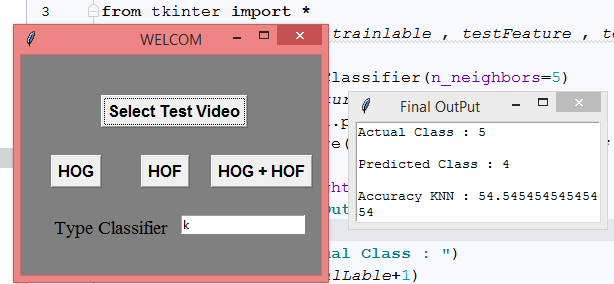 3 from tkinter import *
WELCOM
trainlable , testFeature , te
Classifier(n_neighbors=5)
Select Test Video
Final OutPut
Actual Class : 5
Predicted Class : 4
Accuracy KNN : 54.545454545454
54
HOG HOF HOG + HOF
Type Classifier k
al Class : ")
lLable+1)